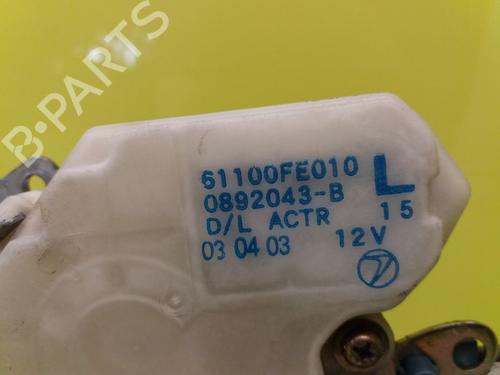 B-PARTS
61100FE010
0892043-B
L
D/L ACTR
15
03 04 03
12V